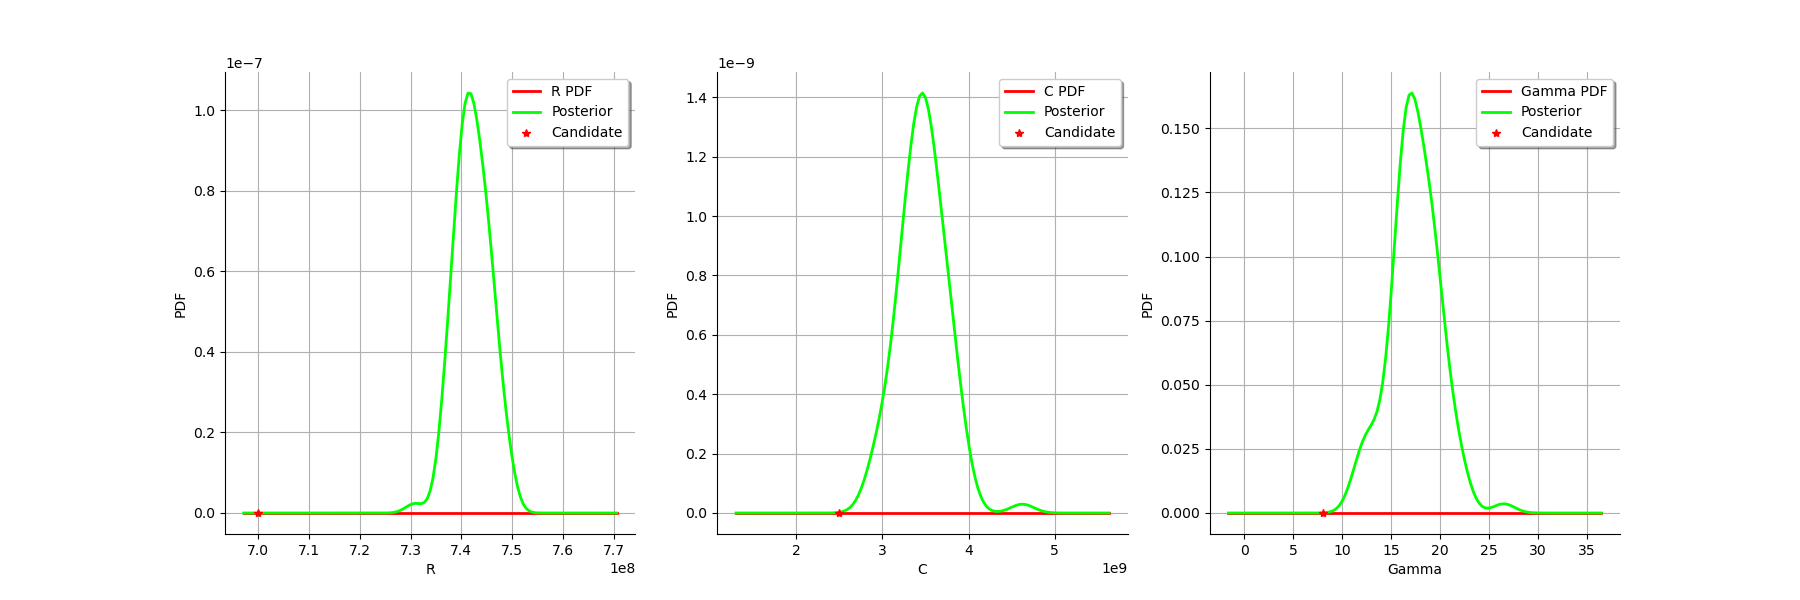 1e−7
1.0
0.8
0.6
0.4
0.2
0.0
PDF
7.0 7.1 7.2 7.3 7.4 7.5 7.6 7.7
1e8
R
R PDF
Posterior
Candidate
1e−9
1.4
1.2
1.0
0.8
0.6
0.4
0.2
0.0
PDF
2 3 4 5
1e9
C
C PDF
Posterior
Candidate
0.150
0.125
0.100
0.075
0.050
0.025
0.000
PDF
0 5 10 15 20 25 30 35
Gamma
Gamma PDF
Posterior
Candidate